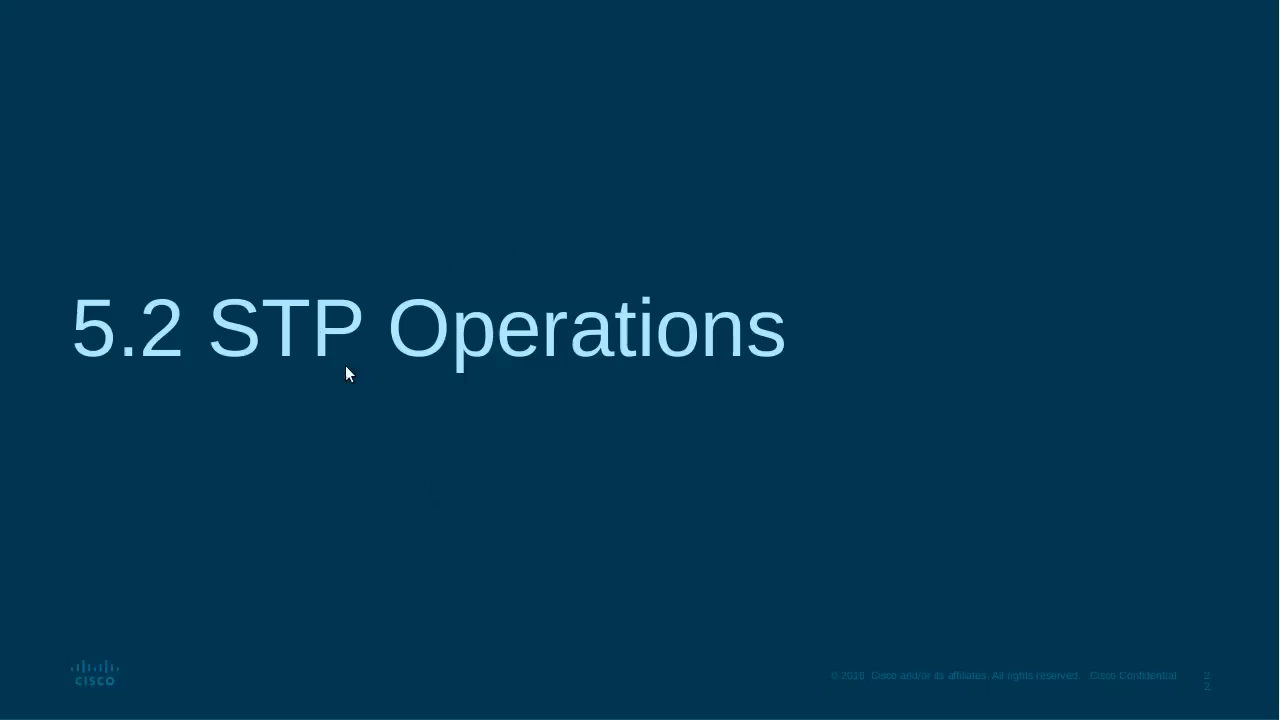 5.2 STP Operations
CISCO
© 2016 Cisco and/or its affiliates. All rights reserved. Cisco Confidential
2
2